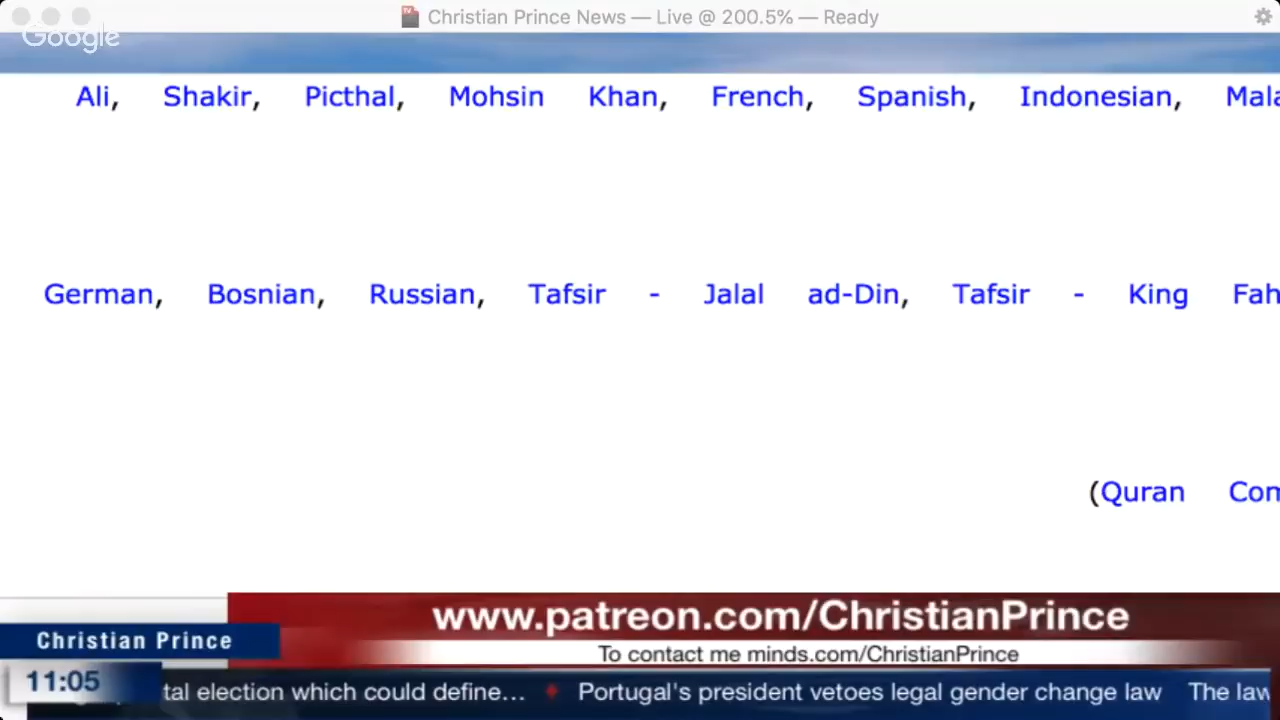 Christian Prince News — Live @ 200.5% — Ready
Google
Ali, Shakir, Picthal, Mohsin Khan, French, Spanish, Indonesian,
German, Bosnian, Russian, Tafsir - Jalal ad-Din, Tafsir - King
(Quran
www.patreon.com/ChristianPrince
Christian Prince
To contact me minds.com/ChristianPrince
11:05
tal election which could define... ♦ Portugal's president vetoes legal gender change law The law